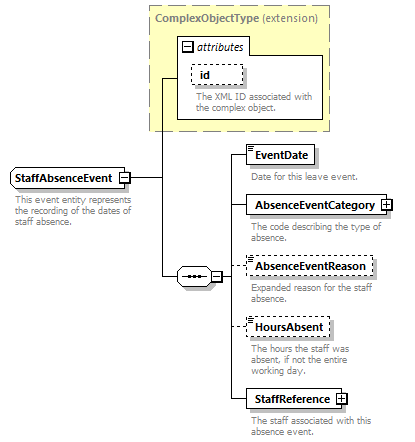 ComplexObjectType (extension)
attributes
id
The XML ID associated with
the complex object.
StaffAbsenceEvent
This event entity represents
the recording of the dates of
staff absence.
EventDate
Date for this leave event.
AbsenceEventCategory
The code describing the type of
absence.
AbsenceEventReason
Expanded reason for the staff
absence.
HoursAbsent
The hours the staff was
absent, if not the entire
working day.
StaffReference
The staff associated with this
absence event.